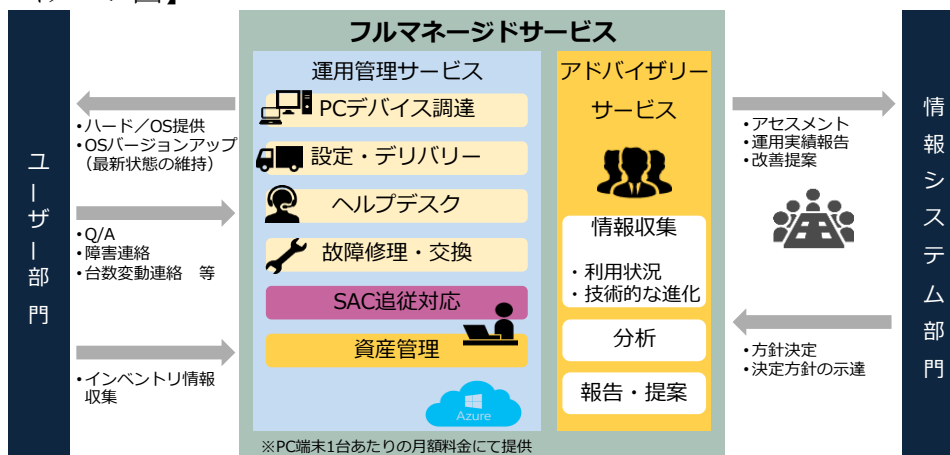 フルマネージドサービス
ユーザー部門
・ハード／OS提供
・OSバージョンアップ
（最新状態の維持）
・Q/A
・障害連絡
・台数変動連絡　等
・インベントリ情報
収集
運用管理サービス
PCデバイス調達
設定・デリバリー
ヘルプデスク
故障修理・交換
SAC追従対応
資産管理
Azure
アドバイザリー
サービス
情報収集
・利用状況
・技術的な進化
分析
報告・提案
※PC端末1台あたりの月額料金にて提供
・アセスメント
・運用実績報告
・改善提案
・方針決定
・決定方針の示達
情報システム部門